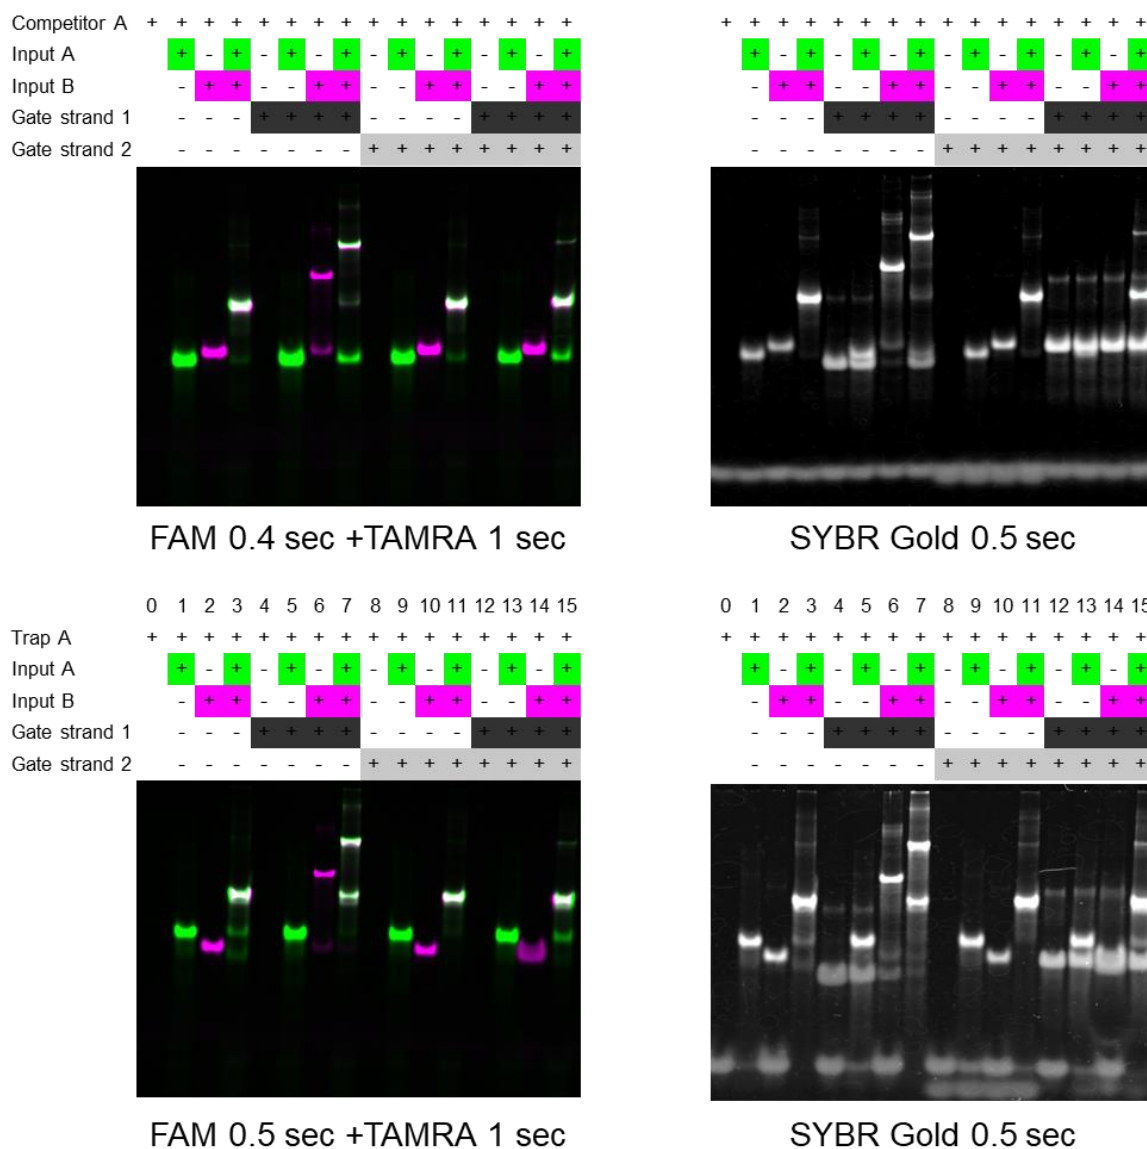 Competitor A + + + + + + + + + + + + + + + +
Input A + - + - + - + - + - + - + - +
Input B - + + - - + + - - + + - - + +
Gate strand 1 - - - + + + + - - - - + + + +
Gate strand 2 - - - - - - - + + + + + + + +
FAM 0.4 sec +TAMRA 1 sec
+ + + + + + + + + + + + + + + +
+ - + - + - + - + - + - + - +
- + + - - + + - - + + - - + +
- - - + + + + - - - - + + + +
- - - - - - - + + + + + + + +
SYBR Gold 0.5 sec
0 1 2 3 4 5 6 7 8 9 10 11 12 13 14 15
Trap A + + + + + + + + + + + + + + + +
Input A + - + - + - + - + - + - + - +
Input B - + + - - + + - - + + - - + +
Gate strand 1 - - - + + + + - - - - + + + +
Gate strand 2 - - - - - - - + + + + + + + +
FAM 0.5 sec +TAMRA 1 sec
0 1 2 3 4 5 6 7 8 9 10 11 12 13 14 15
+ + + + + + + + + + + + + + + +
+ - + - + - + - + - + - + - +
- + + - - + + - - + + - - + +
- - - + + + + - - - - + + + +
- - - - - - - + + + + + + + +
SYBR Gold 0.5 sec